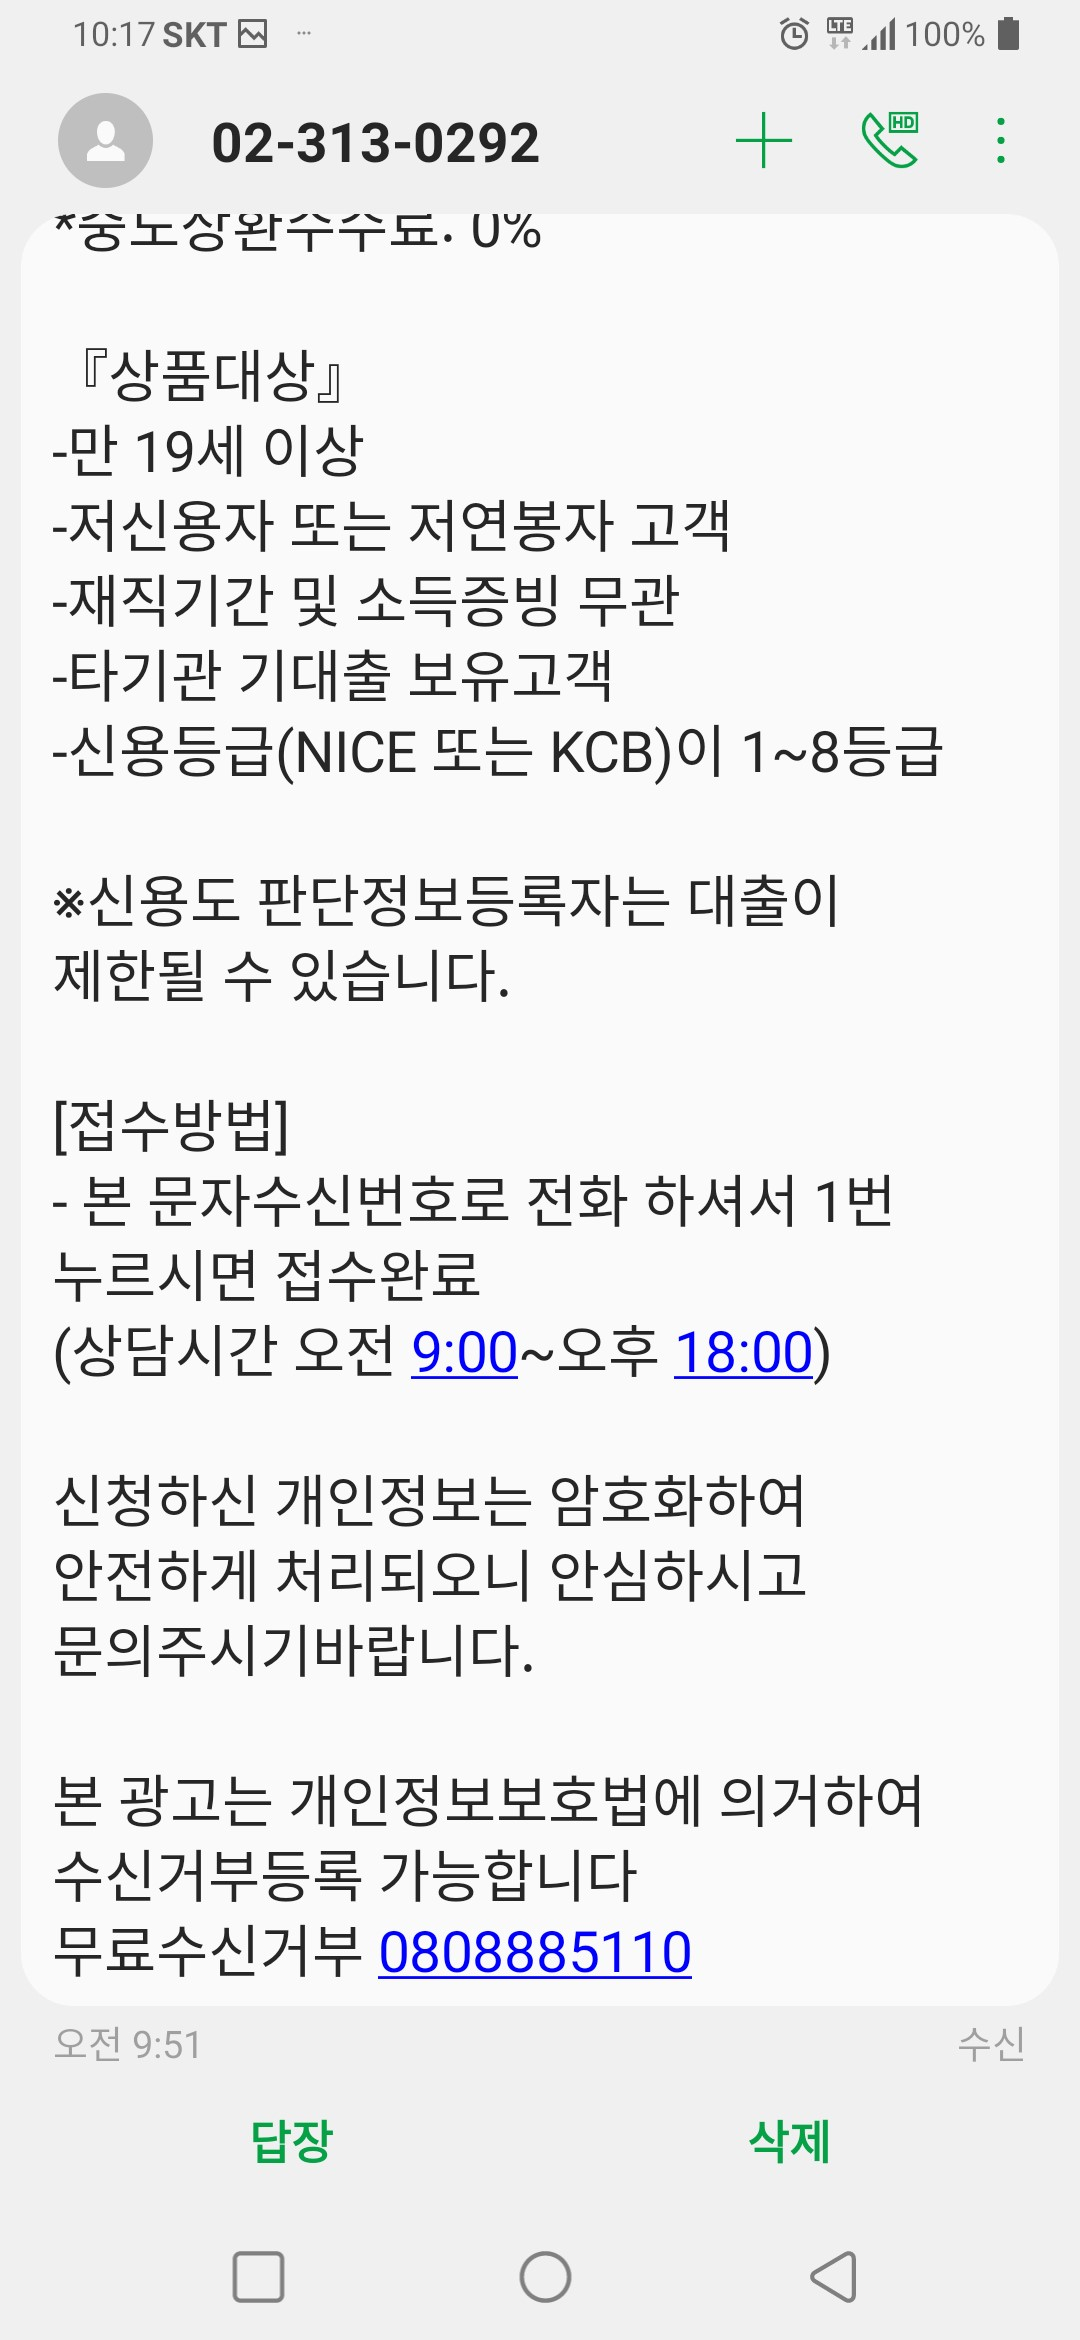 10:17 SKT ··· LTE 100%
02-313-0292 HD
*중도상환수수료: 0%
『상품대상』
-만 19세 이상
-저신용자 또는 저연봉자 고객
-재직기간 및 소득증빙 무관
-타기관 기대출 보유고객
-신용등급(NICE 또는 KCB)이 1~8등급
※신용도 판단정보등록자는 대출이
제한될 수 있습니다.
[접수방법]
- 본 문자수신번호로 전화 하셔서 1번
누르시면 접수완료
(상담시간 오전 9:00~오후 18:00)
신청하신 개인정보는 암호화하여
안전하게 처리되오니 안심하시고
문의주시기바랍니다.
본 광고는 개인정보보호법에 의거하여
수신거부등록 가능합니다
무료수신거부 0808885110
오전 9:51 수신
답장 삭제